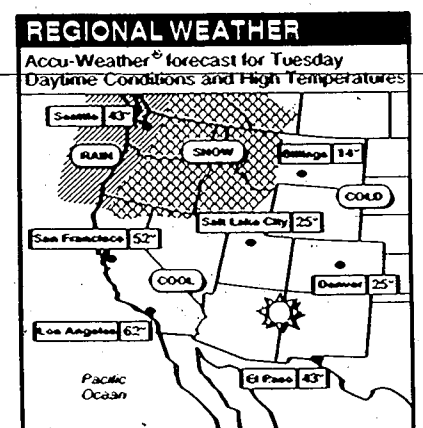 REGIONAL WEATHER
Accu-Weather® forecast for Tuesday
Daytime Conditions and High Temperatures
Seattle 43°
RAIN
SNOW
Billings 14°
COLD
Salt Lake City 25°
San Francisco 52°
COOL
Denver 25°
Los Angeles 62°
Pacific
Ocean
El Paso 43°